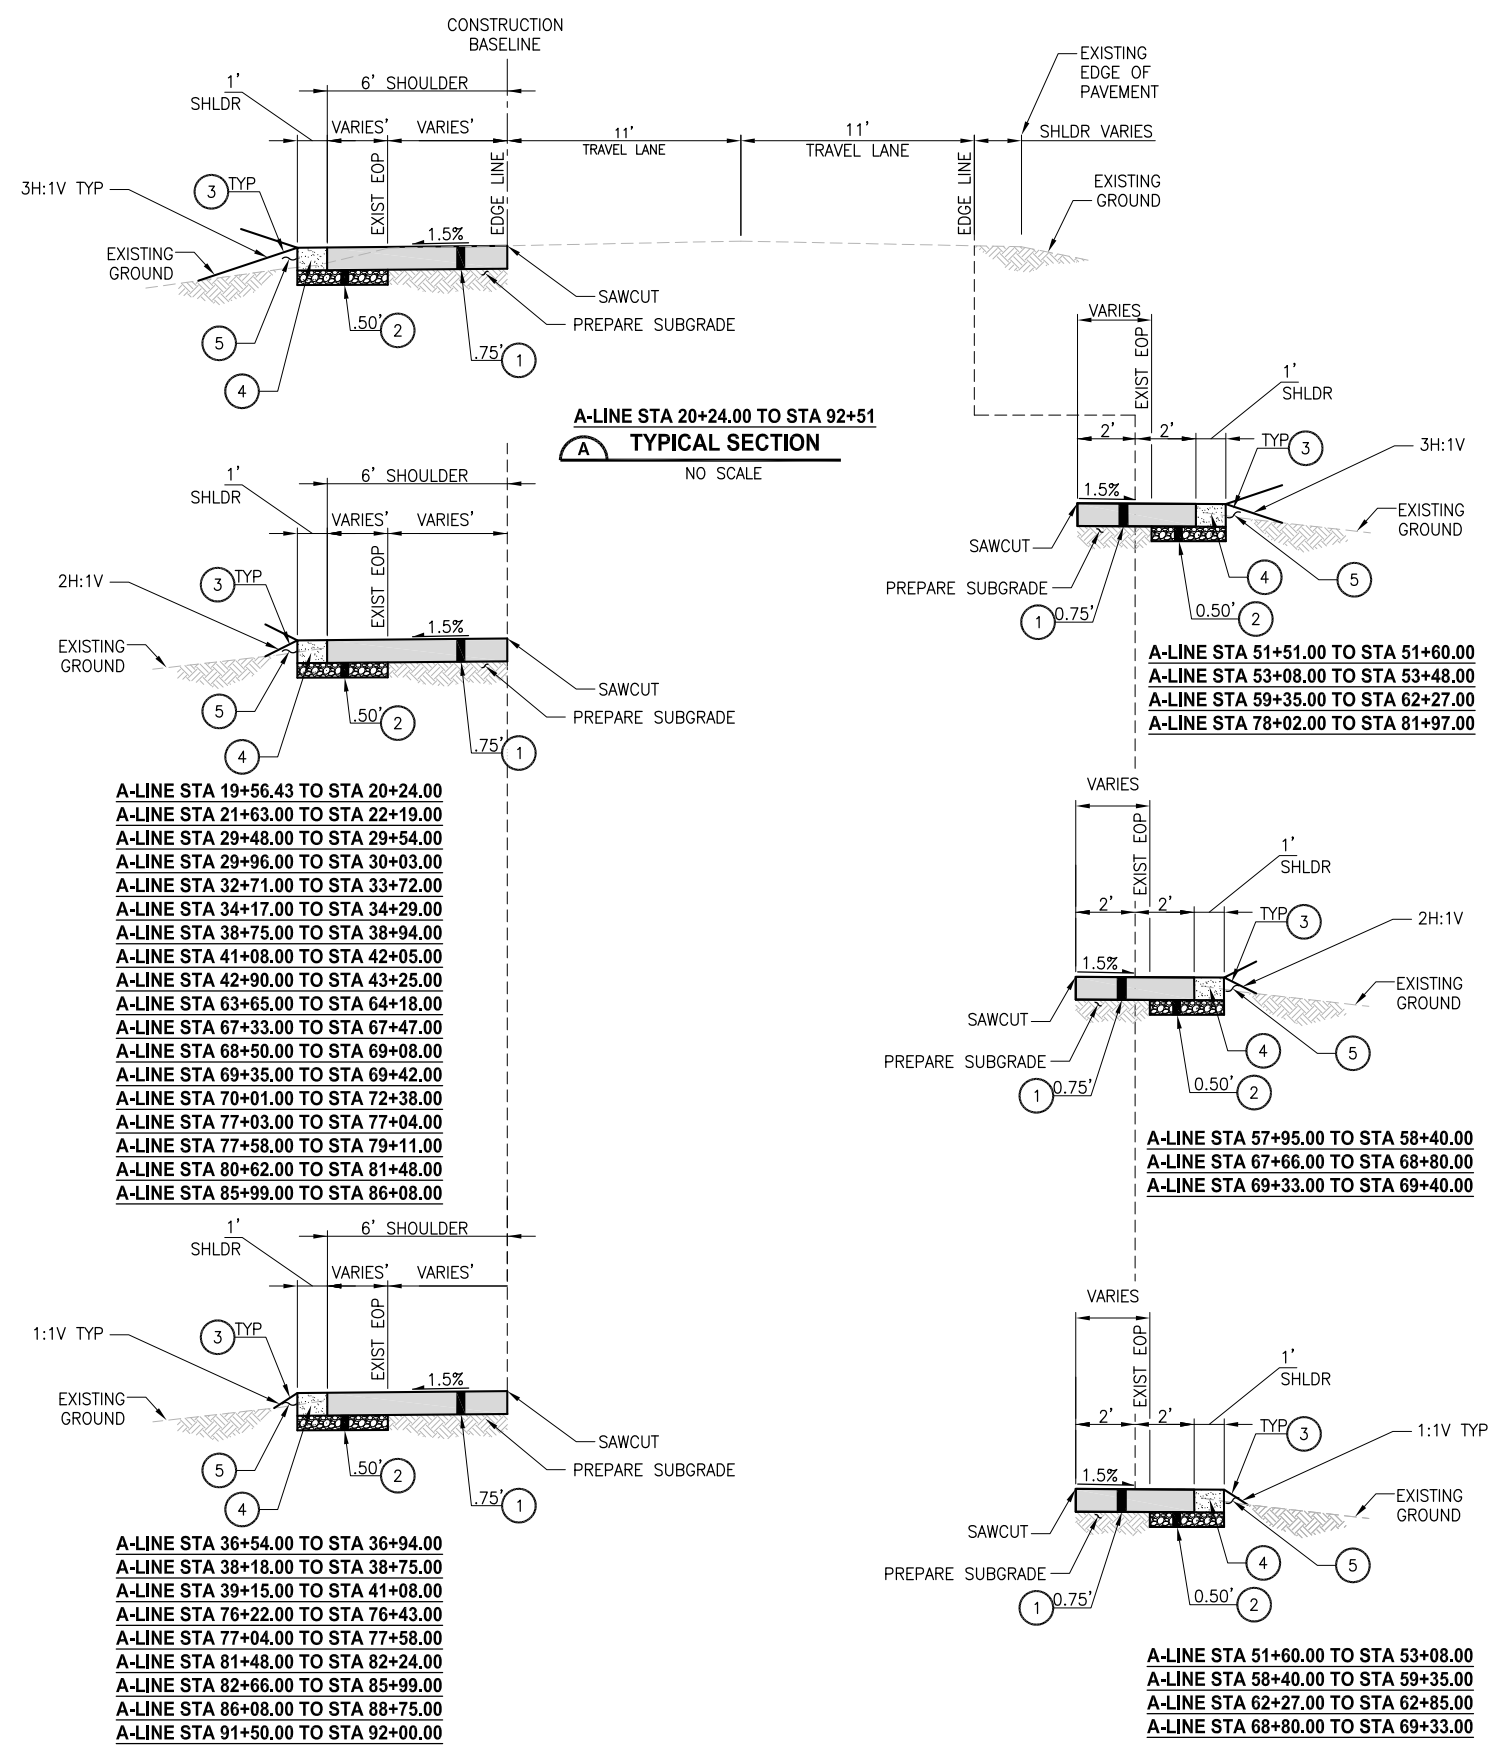 CONSTRUCTION
BASELINE
1'
SHLDR
6' SHOULDER
VARIES'
VARIES'
11'
TRAVEL LANE
11'
TRAVEL LANE
EXISTING
EDGE OF
PAVEMENT
SHLDR VARIES
EXIST EOP
EDGE LINE
EDGE LINE
3H:1V TYP
3
TYP
EXISTING
GROUND
EXISTING
GROUND
1.5%
SAWCUT
PREPARE SUBGRADE
5
4
.50'
2
.75'
1
A-LINE STA 20+24.00 TO STA 92+51
A
TYPICAL SECTION
NO SCALE
VARIES
EXIST EOP
1'
SHLDR
2'
2'
TYP
3
3H:1V
1.5%
EXISTING
GROUND
SAWCUT
PREPARE SUBGRADE
4
5
1
0.75'
0.50'
2
A-LINE STA 51+51.00 TO STA 51+60.00
A-LINE STA 53+08.00 TO STA 53+48.00
A-LINE STA 59+35.00 TO STA 62+27.00
A-LINE STA 78+02.00 TO STA 81+97.00
1'
SHLDR
6' SHOULDER
VARIES'
VARIES'
EXIST EOP
2H:1V
3
TYP
1.5%
EXISTING
GROUND
SAWCUT
PREPARE SUBGRADE
5
4
.50'
2
.75'
1
A-LINE STA 19+56.43 TO STA 20+24.00
A-LINE STA 21+63.00 TO STA 22+19.00
A-LINE STA 29+48.00 TO STA 29+54.00
A-LINE STA 29+96.00 TO STA 30+03.00
A-LINE STA 32+71.00 TO STA 33+72.00
A-LINE STA 34+17.00 TO STA 34+29.00
A-LINE STA 38+75.00 TO STA 38+94.00
A-LINE STA 41+08.00 TO STA 42+05.00
A-LINE STA 42+90.00 TO STA 43+25.00
A-LINE STA 63+65.00 TO STA 64+18.00
A-LINE STA 67+33.00 TO STA 67+47.00
A-LINE STA 68+50.00 TO STA 69+08.00
A-LINE STA 69+35.00 TO STA 69+42.00
A-LINE STA 70+01.00 TO STA 72+38.00
A-LINE STA 77+03.00 TO STA 77+04.00
A-LINE STA 77+58.00 TO STA 79+11.00
A-LINE STA 80+62.00 TO STA 81+48.00
A-LINE STA 85+99.00 TO STA 86+08.00
VARIES
EXIST EOP
1'
SHLDR
2'
2'
TYP
3
2H:1V
1.5%
EXISTING
GROUND
SAWCUT
PREPARE SUBGRADE
4
5
1
0.75'
0.50'
2
A-LINE STA 57+95.00 TO STA 58+40.00
A-LINE STA 67+66.00 TO STA 68+80.00
A-LINE STA 69+33.00 TO STA 69+40.00
1'
SHLDR
6' SHOULDER
VARIES'
VARIES'
EXIST EOP
1:1V TYP
3
TYP
1.5%
EXISTING
GROUND
SAWCUT
PREPARE SUBGRADE
5
4
.50'
2
.75'
1
A-LINE STA 36+54.00 TO STA 36+94.00
A-LINE STA 38+18.00 TO STA 38+75.00
A-LINE STA 39+15.00 TO STA 41+08.00
A-LINE STA 76+22.00 TO STA 76+43.00
A-LINE STA 77+04.00 TO STA 77+58.00
A-LINE STA 81+48.00 TO STA 82+24.00
A-LINE STA 82+66.00 TO STA 85+99.00
A-LINE STA 86+08.00 TO STA 88+75.00
A-LINE STA 91+50.00 TO STA 92+00.00
VARIES
EXIST EOP
1'
SHLDR
2'
2'
TYP
3
1:1V TYP
1.5%
EXISTING
GROUND
SAWCUT
PREPARE SUBGRADE
4
5
1
0.75'
0.50'
2
A-LINE STA 51+60.00 TO STA 53+08.00
A-LINE STA 58+40.00 TO STA 59+35.00
A-LINE STA 62+27.00 TO STA 62+85.00
A-LINE STA 68+80.00 TO STA 69+33.00